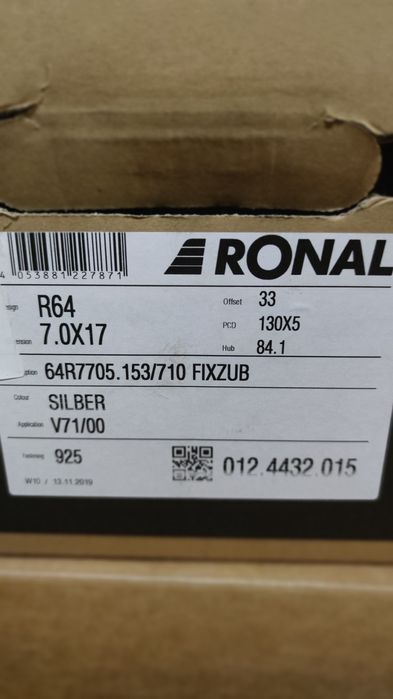 4 053881 227871
RONAL
R64
Offset 33
7.0X17
PCD 130X5
Hub 84.1
64R7705.153/710 FIXZUB
Colour SILBER
Application V71/00
Fastening 925
012.4432.015
W10 / 13.11.2019